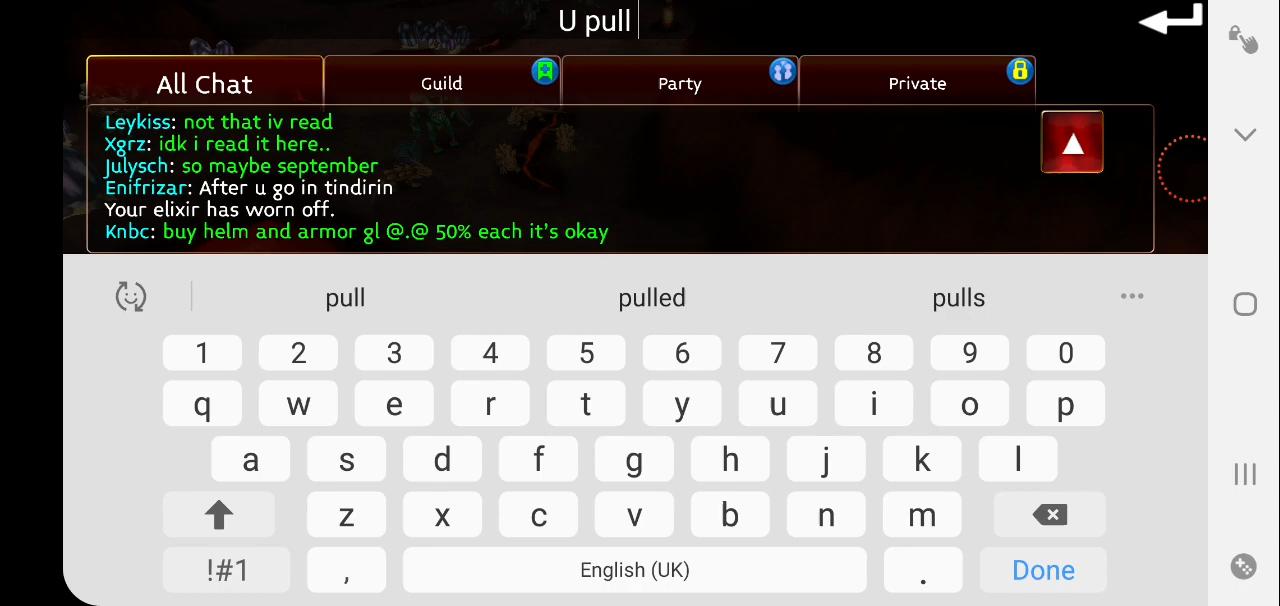 U pull
All Chat
Guild
Party
Private
Leykiss: not that iv read
Xgrz: idk i read it here..
Julysch: so maybe september
Enifrizar: After u go in tindirin
Your elixir has worn off.
Knbc: buy helm and armor gl @.@ 50% each it's okay
pull pulled pulls
1 2 3 4 5 6 7 8 9 0
q w e r t y u i o p
a s d f g h j k l
z x c v b n m
!#1 , English (UK) . Done